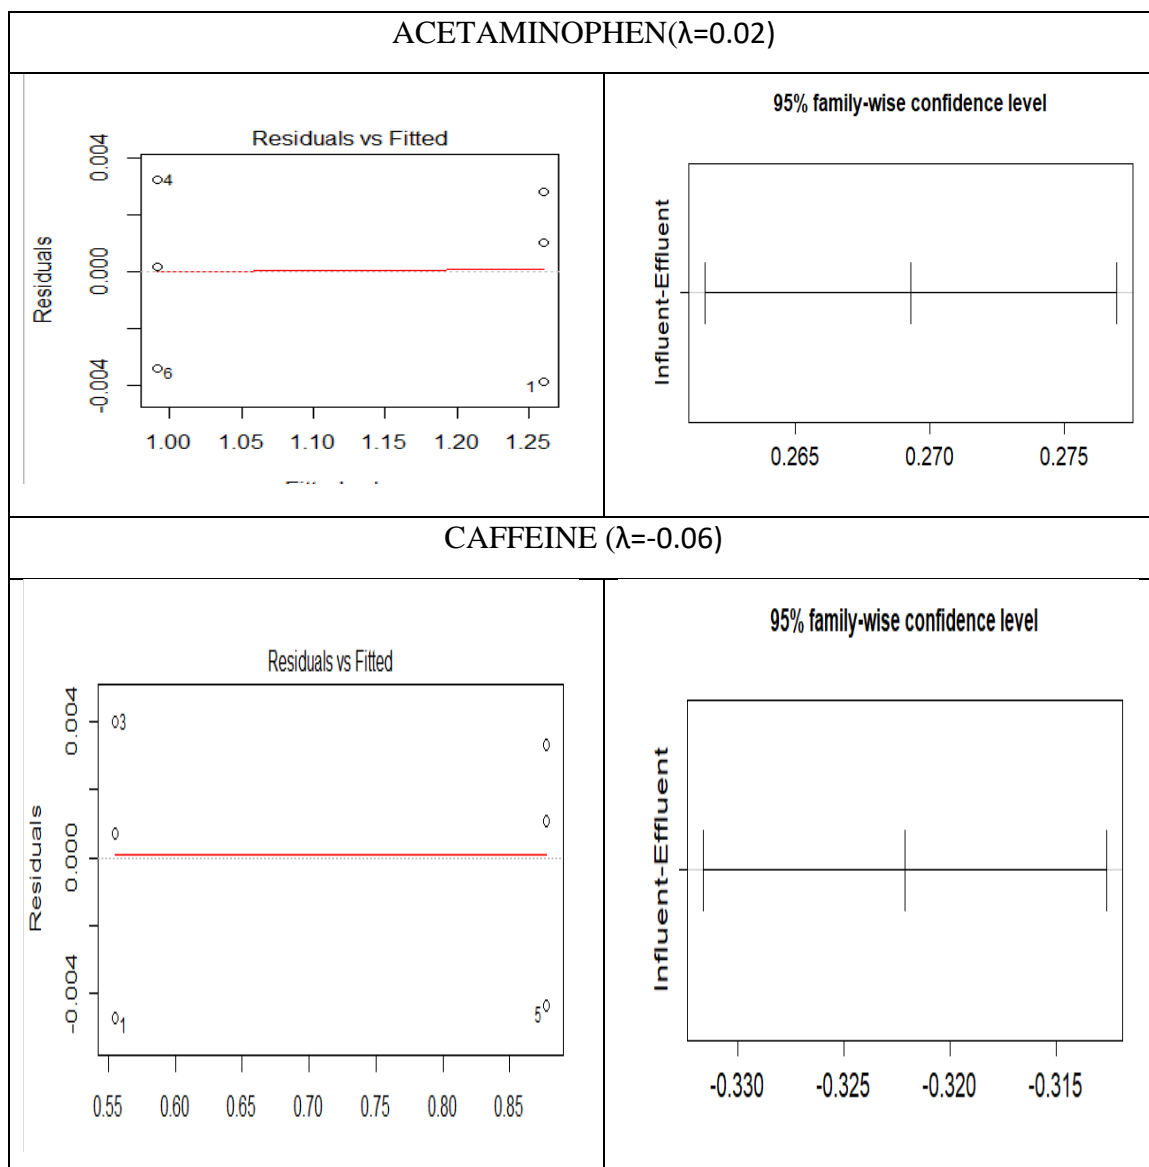 ACETAMINOPHEN(λ=0.02)
Residuals vs Fitted
Residuals
0.004
0.000
-0.004
4
6
1
1.00 1.05 1.10 1.15 1.20 1.25
95% family-wise confidence level
Influent-Effluent
0.265 0.270 0.275
CAFFEINE (λ=-0.06)
Residuals vs Fitted
Residuals
0.004
0.000
-0.004
3
1
5
0.55 0.60 0.65 0.70 0.75 0.80 0.85
95% family-wise confidence level
Influent-Effluent
-0.330 -0.325 -0.320 -0.315